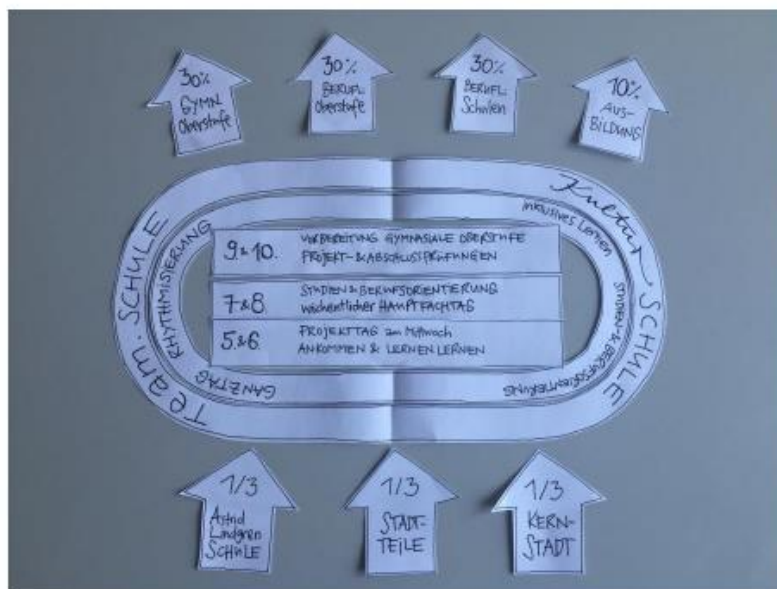 30%
GYMN.
Oberstufe
30%
BERUFL.
Oberstufe
30%
BERUFL.
Schulen
10%
AUS-
BILDUNG
Team.SCHULE
RHYTHMISIERUNG
GANZTAG
Kultur SCHULE
inklusives Lernen
STUDIEN-&BERUFSORIENTIERUNG
9.&10.
VORBEREITUNG GYMNASIALE OBERSTUFE
PROJEKT-&ABSCHLUSSPRÜFUNGEN
7.&8.
STUDIEN&BERUFSORIENTIERUNG
wöchentlicher HAUPTFACHTAG
5.&6.
PROJEKTTAG am Mittwoch
ANKOMMEN & LERNEN LERNEN
1/3
Astrid
Lindgren
SCHULE
1/3
STADT-
TEILE
1/3
KERN-
STADT